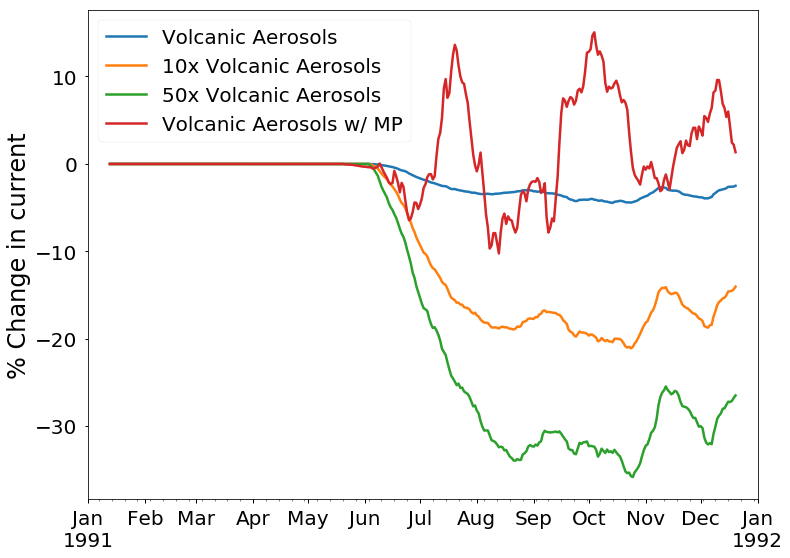 Volcanic Aerosols
10x Volcanic Aerosols
50x Volcanic Aerosols
Volcanic Aerosols w/ MP
% Change in current
10
0
−10
−20
−30
Jan Feb Mar Apr May Jun Jul Aug Sep Oct Nov Dec Jan
1991 1992